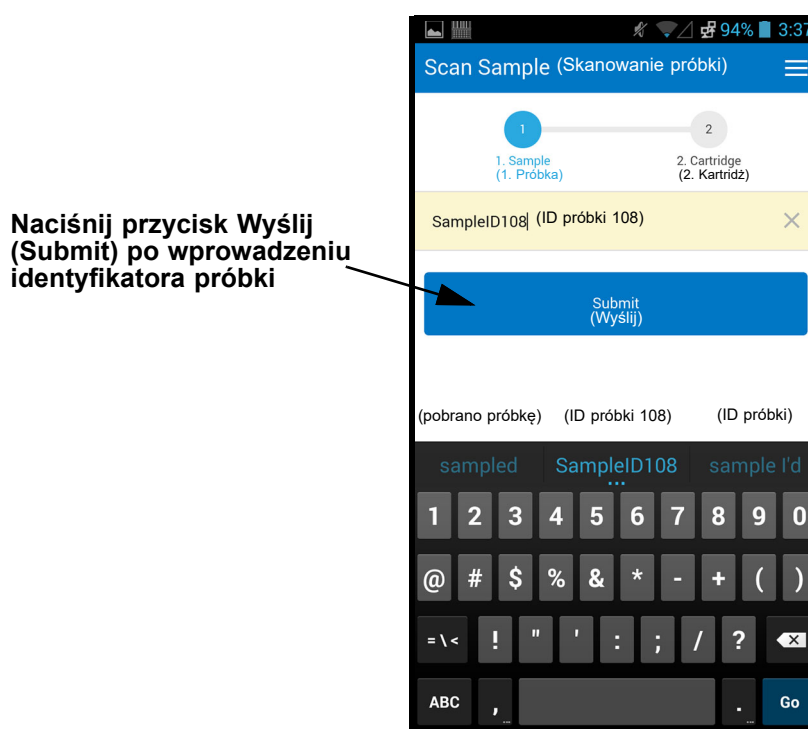 94% 3:37
Scan Sample (Skanowanie próbki)
1 2
1. Sample 2. Cartridge
(1. Próbka) (2. Kartridż)
Naciśnij przycisk Wyślij
(Submit) po wprowadzeniu
identyfikatora próbki
SampleID108 (ID próbki 108)
Submit
(Wyślij)
(pobrano próbkę) (ID próbki 108) (ID próbki)
sampled SampleID108 sample I'd
1 2 3 4 5 6 7 8 9 0
@ # $ % & * - + ( )
= \ < ! " ' : ; / ?
ABC , . Go